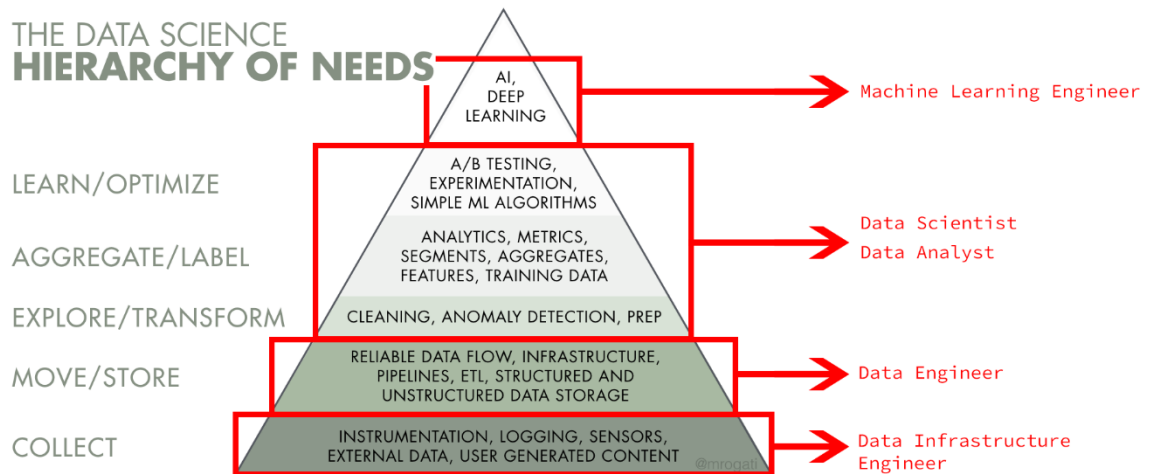 THE DATA SCIENCE
HIERARCHY OF NEEDS
AI,
DEEP
LEARNING
Machine Learning Engineer
LEARN/OPTIMIZE
A/B TESTING,
EXPERIMENTATION,
SIMPLE ML ALGORITHMS
Data Scientist
Data Analyst
AGGREGATE/LABEL
ANALYTICS, METRICS,
SEGMENTS, AGGREGATES,
FEATURES, TRAINING DATA
EXPLORE/TRANSFORM
CLEANING, ANOMALY DETECTION, PREP
MOVE/STORE
RELIABLE DATA FLOW, INFRASTRUCTURE,
PIPELINES, ETL, STRUCTURED AND
UNSTRUCTURED DATA STORAGE
Data Engineer
COLLECT
INSTRUMENTATION, LOGGING, SENSORS,
EXTERNAL DATA, USER GENERATED CONTENT
@mrogati
Data Infrastructure
Engineer